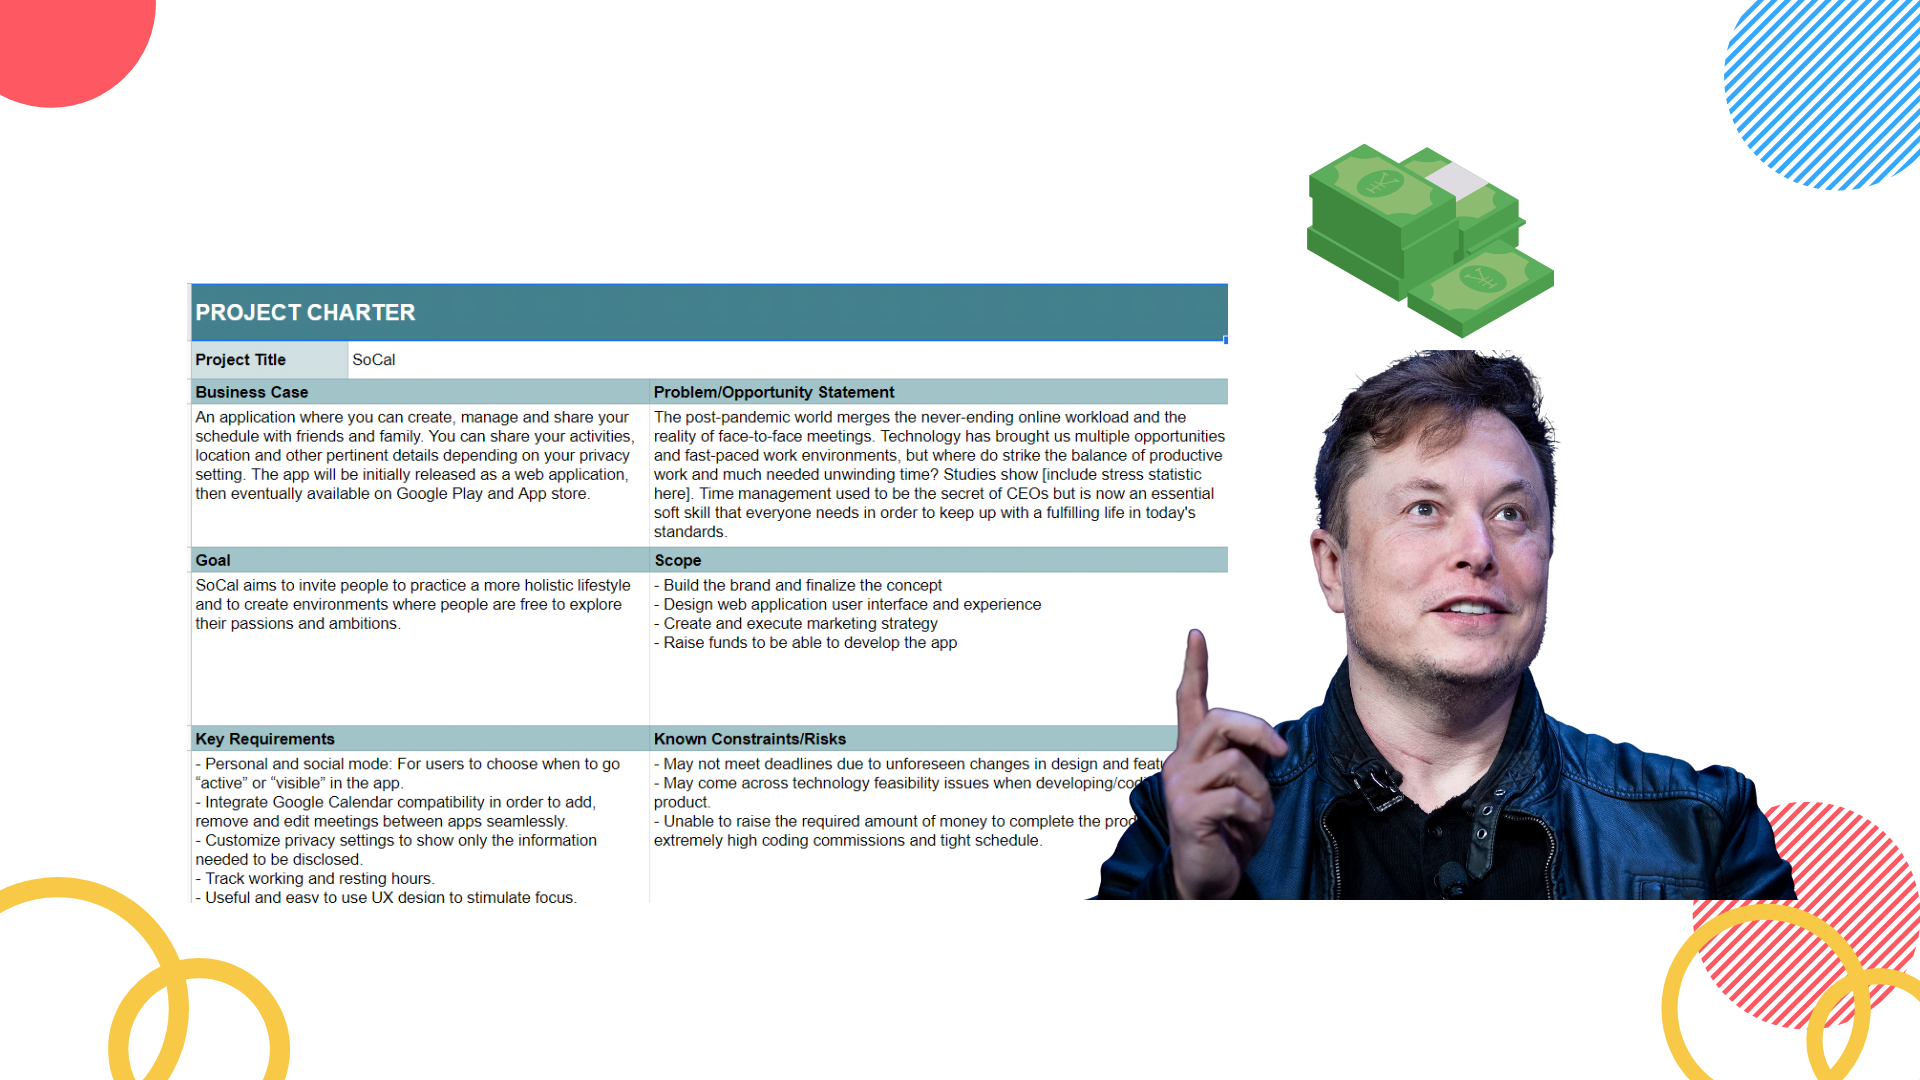 PROJECT CHARTER
Project Title SoCal
Business Case
An application where you can create, manage and share your
schedule with friends and family. You can share your activities,
location and other pertinent details depending on your privacy
setting. The app will be initially released as a web application,
then eventually available on Google Play and App store.
Problem/Opportunity Statement
The post-pandemic world merges the never-ending online workload and the
reality of face-to-face meetings. Technology has brought us multiple opportunities
and fast-paced work environments, but where do strike the balance of productive
work and much needed unwinding time? Studies show [include stress statistic
here]. Time management used to be the secret of CEOs but is now an essential
soft skill that everyone needs in order to keep up with a fulfilling life in today's
standards.
Goal
SoCal aims to invite people to practice a more holistic lifestyle
and to create environments where people are free to explore
their passions and ambitions.
Scope
- Build the brand and finalize the concept
- Design web application user interface and experience
- Create and execute marketing strategy
- Raise funds to be able to develop the app
Key Requirements
- Personal and social mode: For users to choose when to go
“active” or “visible” in the app.
- Integrate Google Calendar compatibility in order to add,
remove and edit meetings between apps seamlessly.
- Customize privacy settings to show only the information
needed to be disclosed.
- Track working and resting hours.
- Useful and easy to use UX design to stimulate focus.
Known Constraints/Risks
- May not meet deadlines due to unforeseen changes in design and
- May come across technology feasibility issues when
product.
- Unable to raise the required amount of money to complete the
extremely high coding commissions and tight schedule.